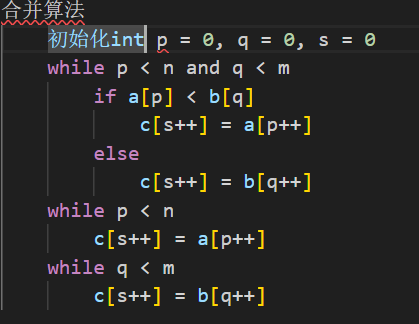 合并算法
初始化int p = 0, q = 0, s = 0
while p < n and q < m
if a[p] < b[q]
c[s++] = a[p++]
else
c[s++] = b[q++]
while p < n
c[s++] = a[p++]
while q < m
c[s++] = b[q++]